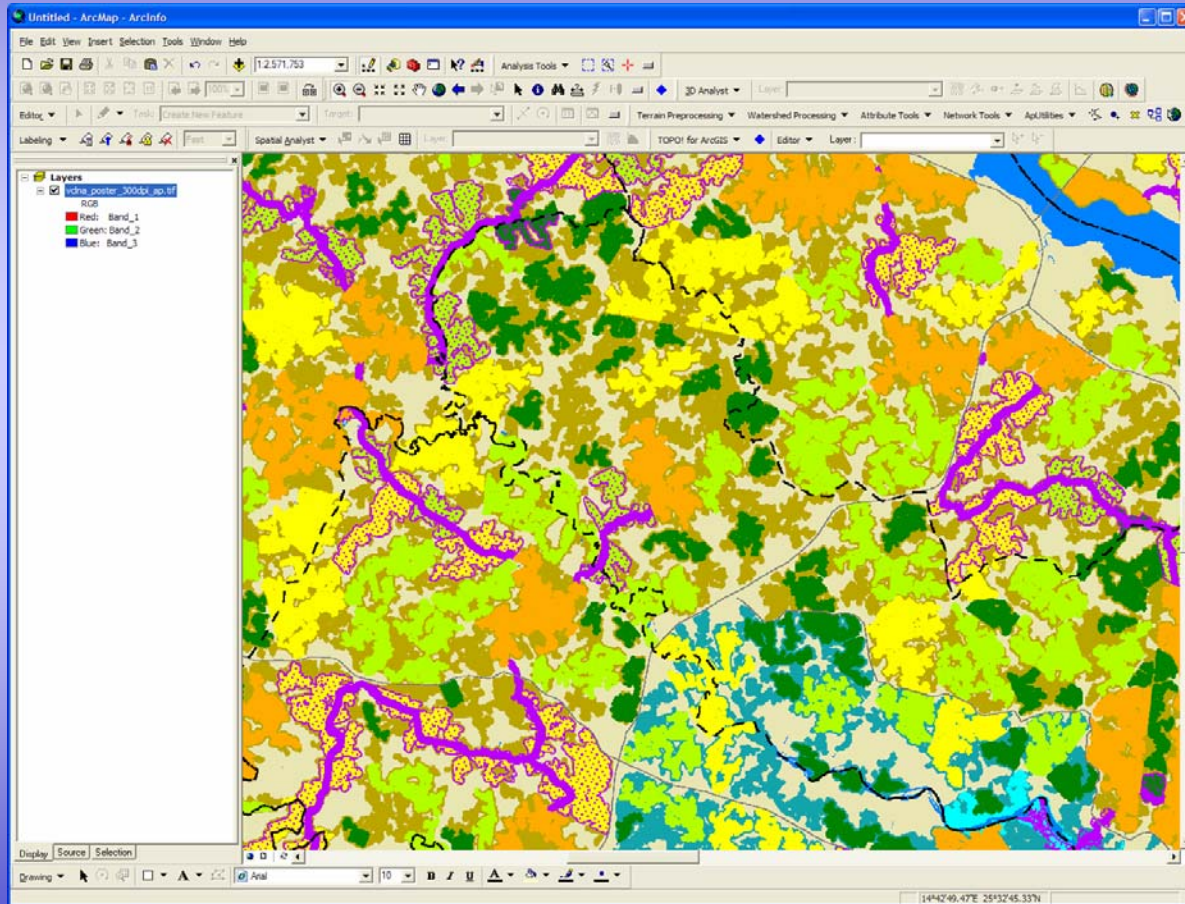 Untitled - ArcMap - ArcInfo
File Edit View Insert Selection Tools Window Help
1:2.571.753 Analysis Tools
100% 3D Analyst Layer:
Editor Task: Create New Feature Target: Terrain Preprocessing Watershed Processing Attribute Tools Network Tools ApUtilities
Labeling Fast Spatial Analyst Layer: TOPO! for ArcGIS Editor Layer:
Layers
vdna_poster_300dpi_ap.tif
RGB
Red: Band_1
Green: Band_2
Blue: Band_3
Display Source Selection
Drawing A Arial 10 B I U A
14°42'49.47"E 25°32'45.33"N